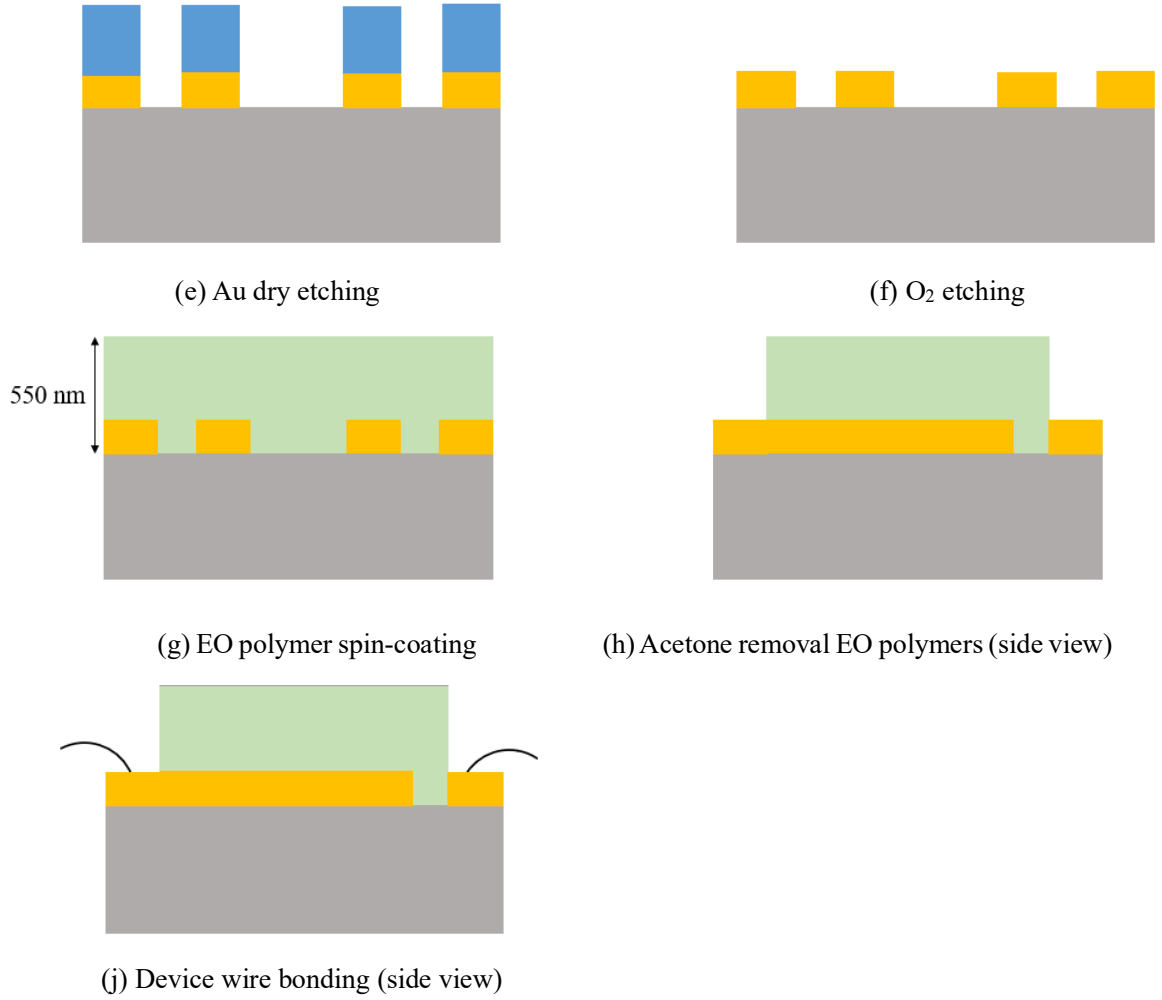 (e) Au dry etching
(f) O₂ etching
550 nm
(g) EO polymer spin-coating
(h) Acetone removal EO polymers (side view)
(j) Device wire bonding (side view)